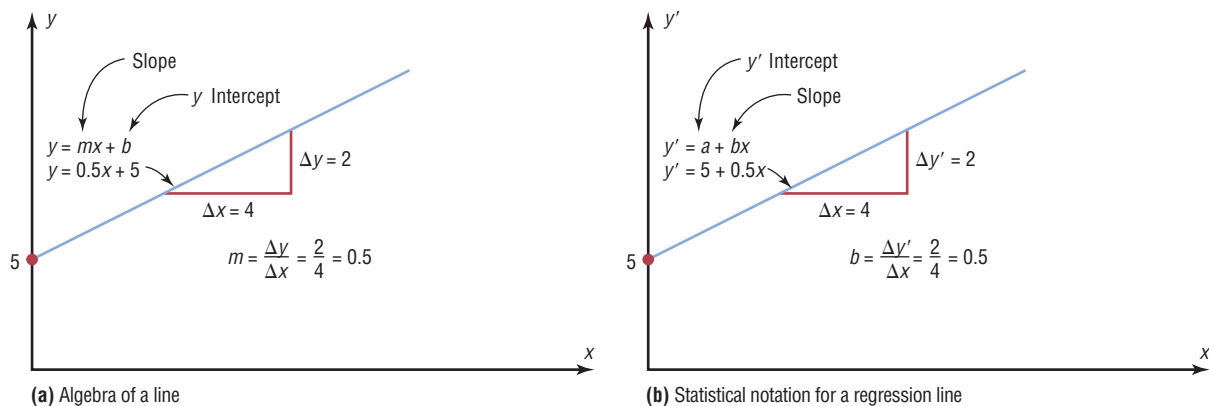 y
Slope
y Intercept
y = mx + b
y = 0.5x + 5
Δy = 2
Δx = 4
m = Δy/Δx = 2/4 = 0.5
5
x
(a) Algebra of a line
y′
y′ Intercept
Slope
y′ = a + bx
y′ = 5 + 0.5x
Δy′ = 2
Δx = 4
b = Δy′/Δx = 2/4 = 0.5
5
x
(b) Statistical notation for a regression line